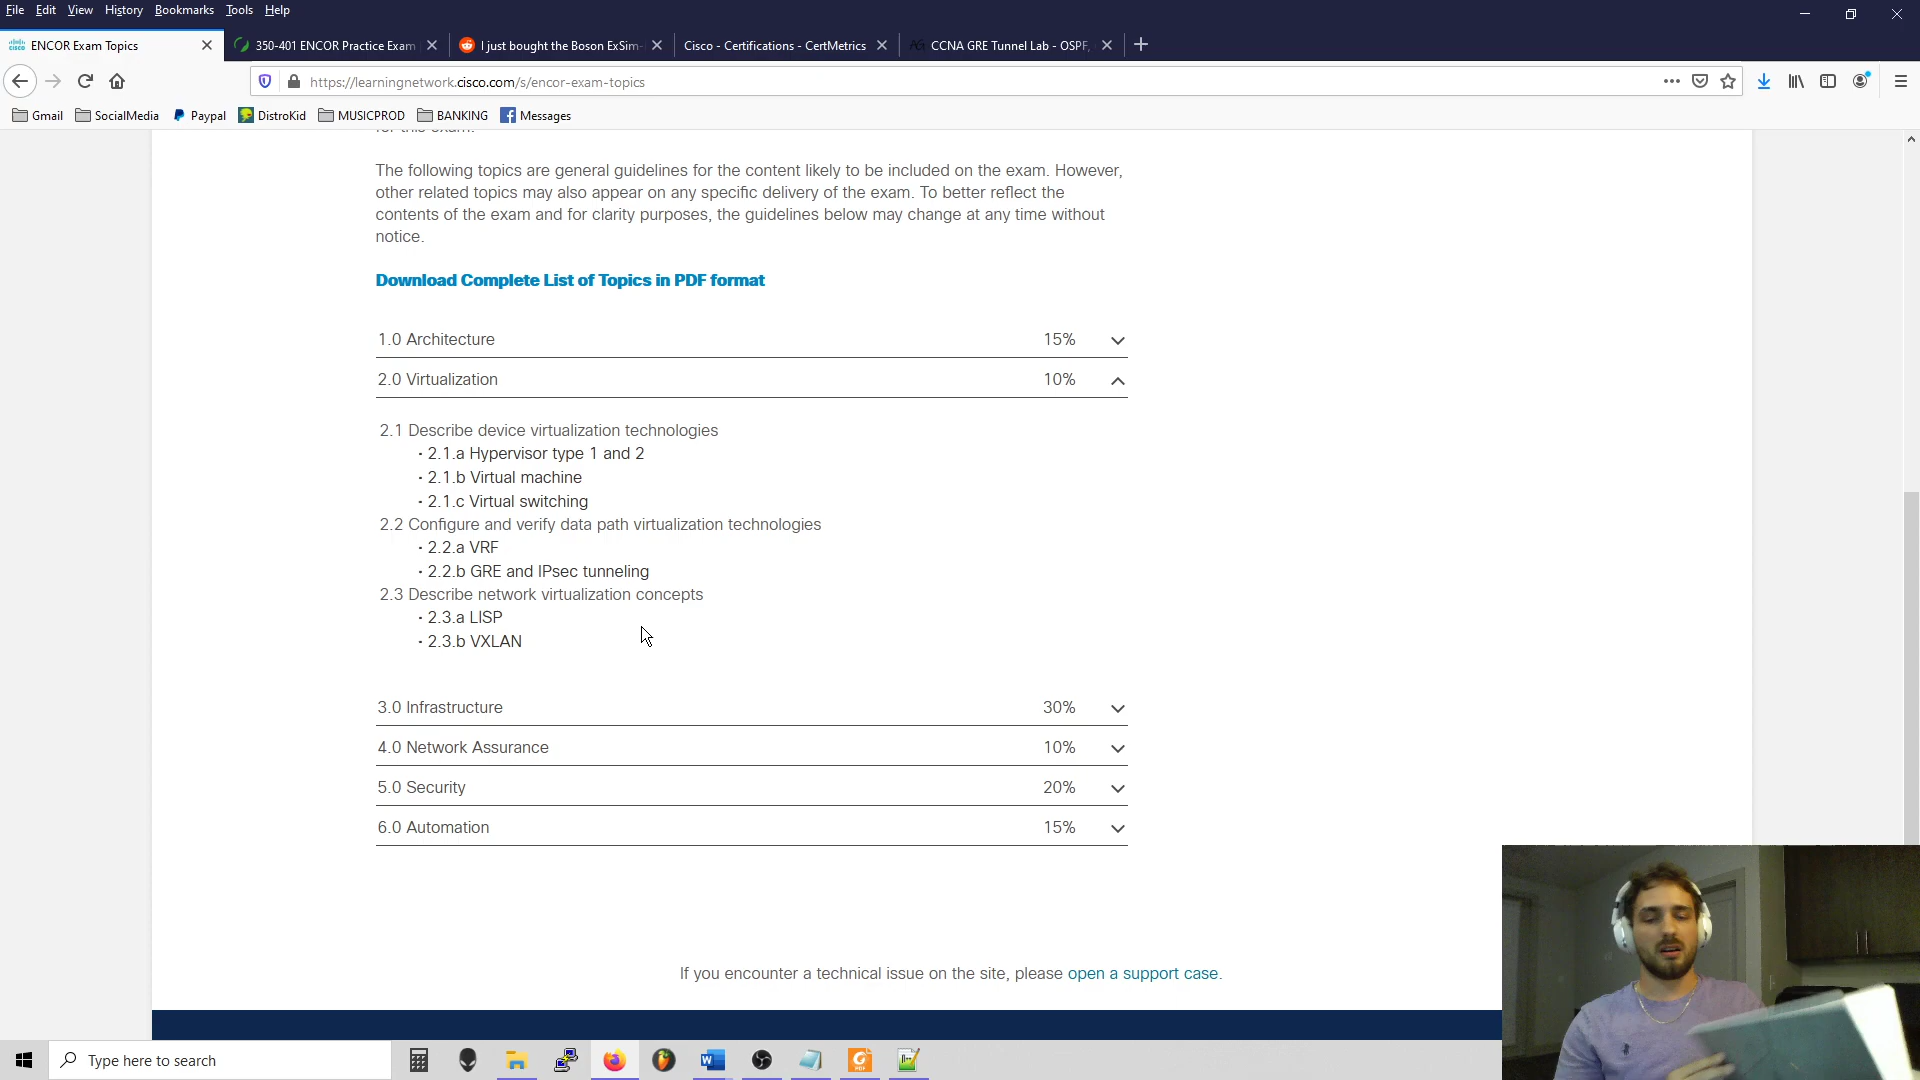 File Edit View History Bookmarks Tools Help
ENCOR Exam Topics
350-401 ENCOR Practice Exam
I just bought the Boson ExSim-
Cisco - Certifications - CertMetrics
CCNA GRE Tunnel Lab - OSPF,
https://learningnetwork.cisco.com/s/encor-exam-topics
Gmail SocialMedia Paypal DistroKid MUSICPROD BANKING Messages
for this exam.
The following topics are general guidelines for the content likely to be included on the exam. However,
other related topics may also appear on any specific delivery of the exam. To better reflect the
contents of the exam and for clarity purposes, the guidelines below may change at any time without
notice.
Download Complete List of Topics in PDF format
1.0 Architecture 15%
2.0 Virtualization 10%
2.1 Describe device virtualization technologies
· 2.1.a Hypervisor type 1 and 2
· 2.1.b Virtual machine
· 2.1.c Virtual switching
2.2 Configure and verify data path virtualization technologies
· 2.2.a VRF
· 2.2.b GRE and IPsec tunneling
2.3 Describe network virtualization concepts
· 2.3.a LISP
· 2.3.b VXLAN
3.0 Infrastructure 30%
4.0 Network Assurance 10%
5.0 Security 20%
6.0 Automation 15%
If you encounter a technical issue on the site, please open a support case.
Type here to search